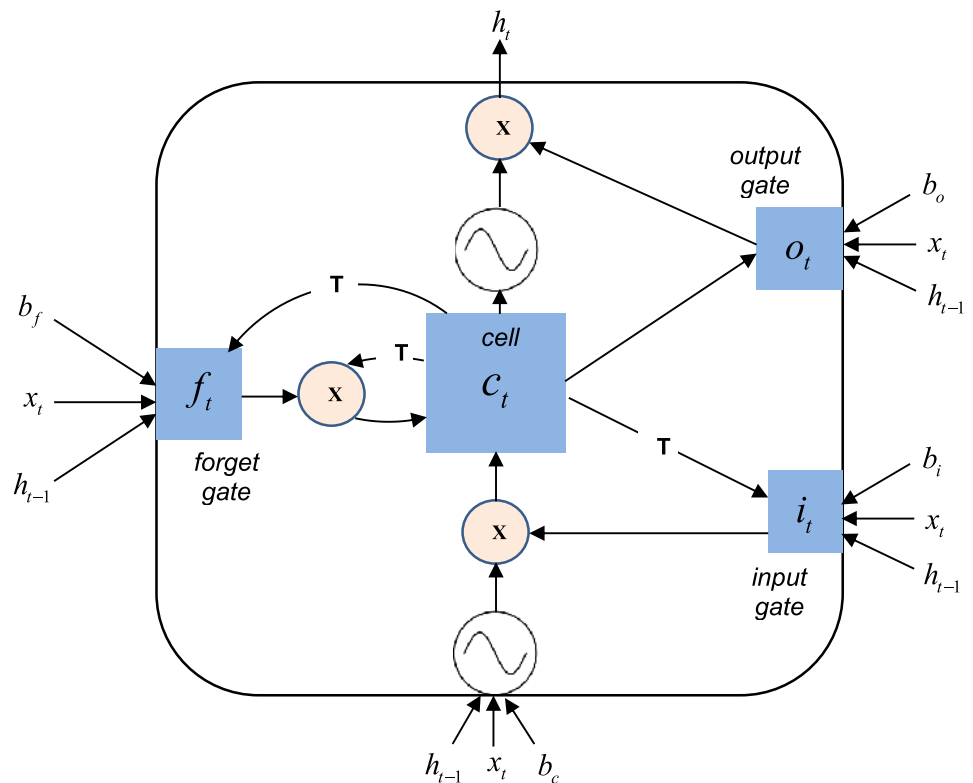 h_t
X
output
gate
b_o
x_t
o_t
h_{t-1}
T
b_f
cell
T
c_t
x_t
f_t
X
T
forget
gate
h_{t-1}
b_i
i_t
x_t
X
h_{t-1}
input
gate
h_{t-1}
x_t
b_c